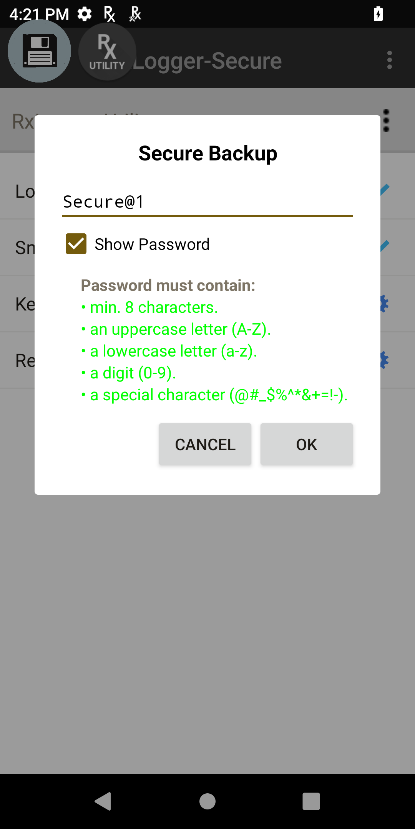 4:21 PM
RX
UTILITY
Logger-Secure
Rx
Lo
Secure Backup
Secure@1
Sn
Show Password
Password must contain:
• min. 8 characters.
Ke
• an uppercase letter (A-Z).
• a lowercase letter (a-z).
Re
• a digit (0-9).
• a special character (@#_$%^*&+=!-).
CANCEL
OK